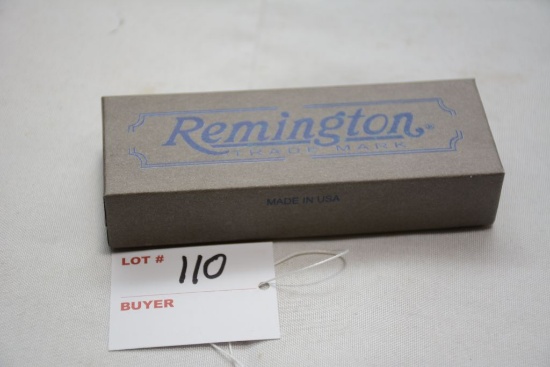 Remington®
TRADE MARK
MADE IN USA
LOT # 110
BUYER